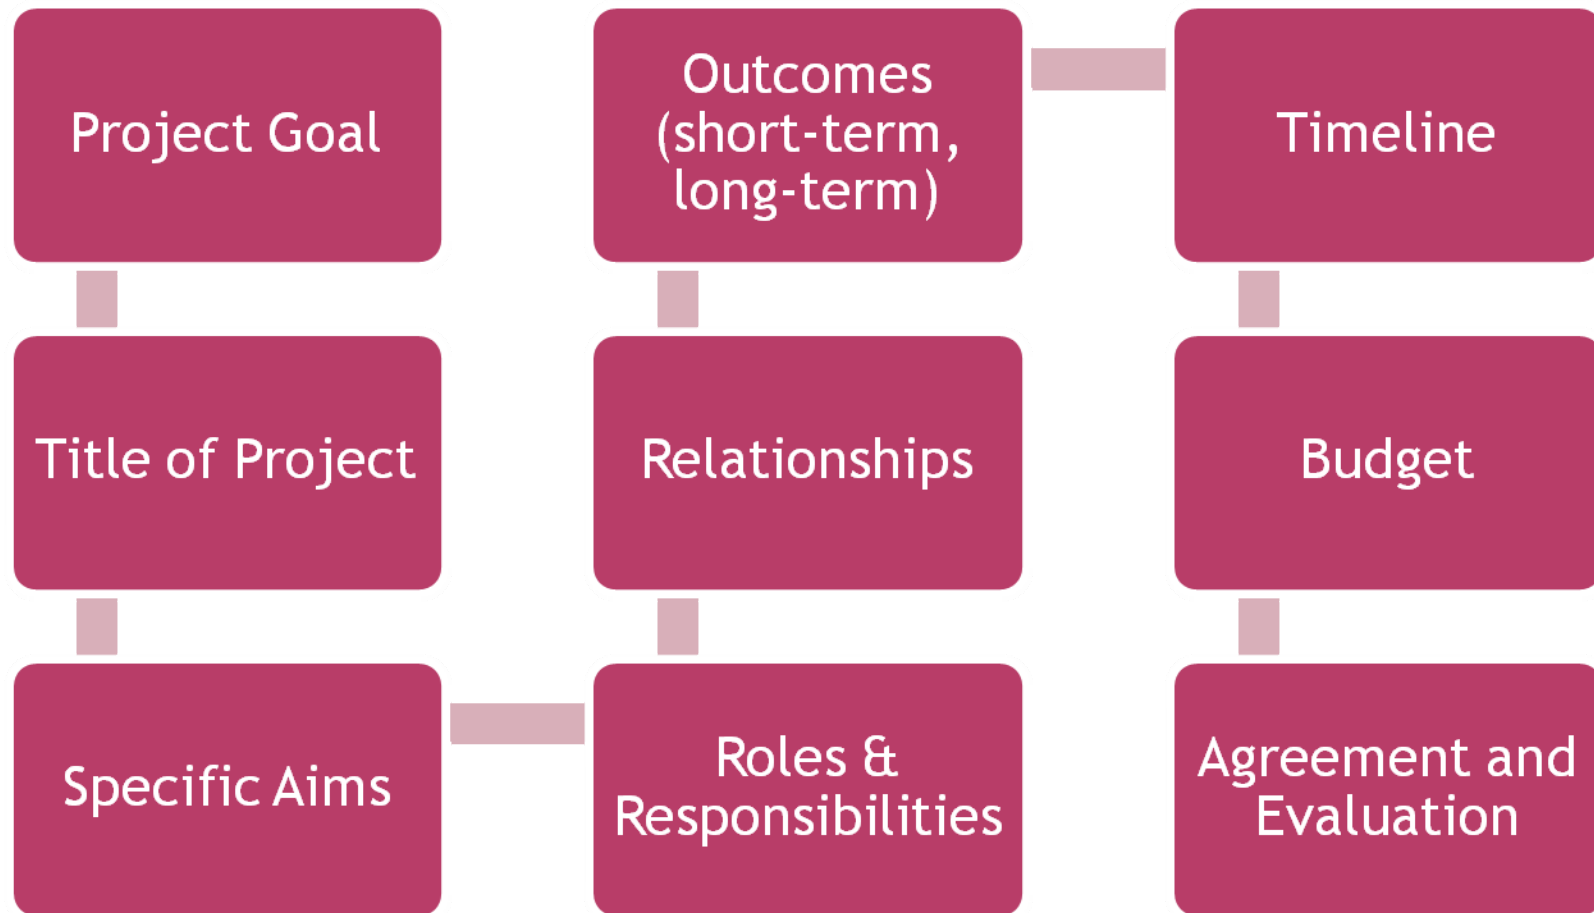 Project Goal
Title of Project
Specific Aims
Roles &
Responsibilities
Relationships
Outcomes
(short-term,
long-term)
Timeline
Budget
Agreement and
Evaluation